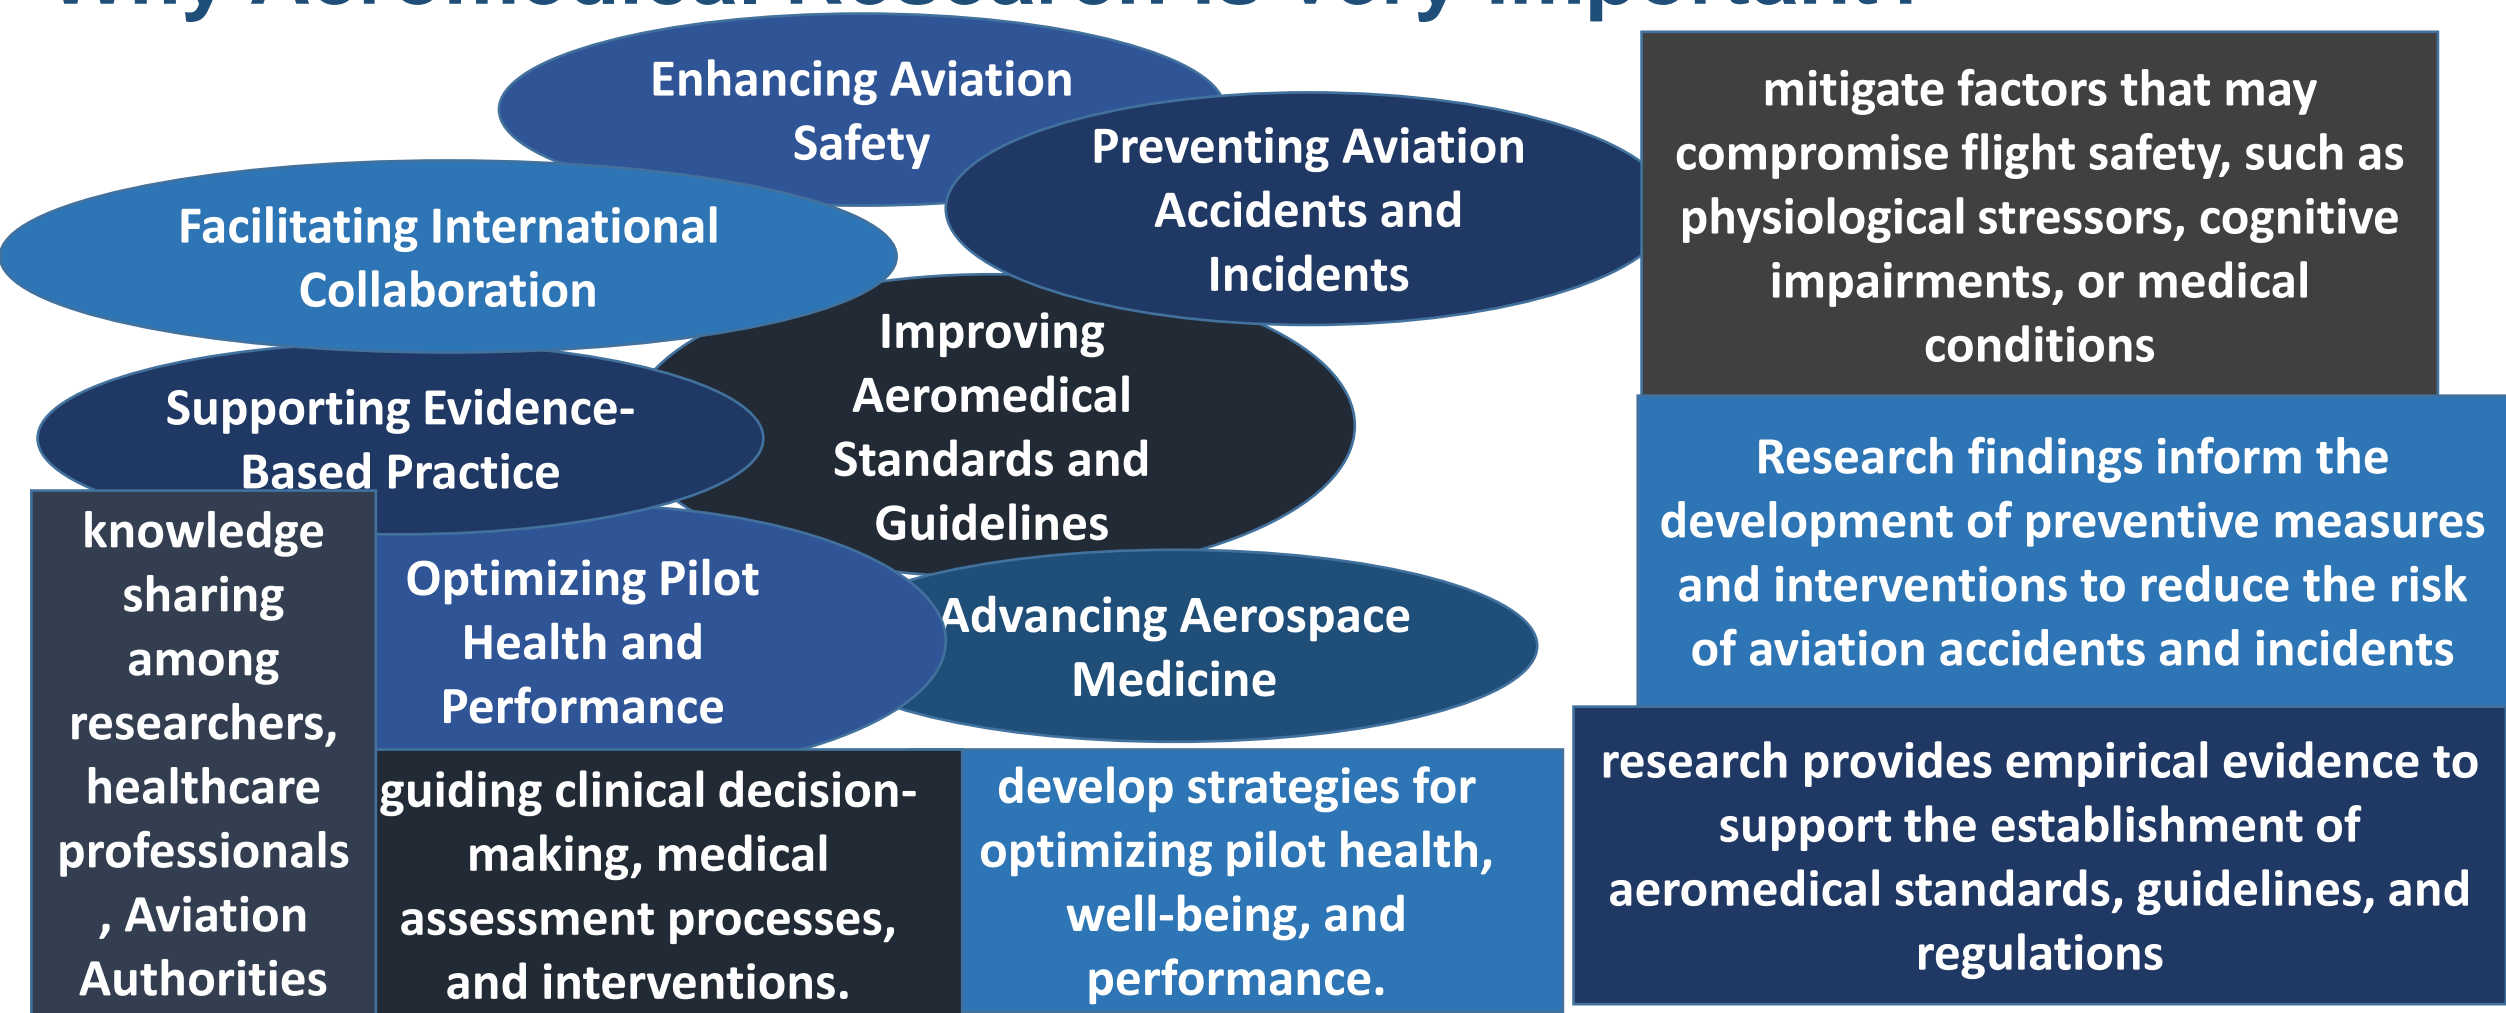 Enhancing Aviation
Safety
Preventing Aviation
Accidents and
Incidents
Facilitating International
Collaboration
Improving
Aeromedical
Standards and
Guidelines
Supporting Evidence-
Based Practice
Optimizing Pilot
Health and
Performance
Advancing Aerospace
Medicine
mitigate factors that may
compromise flight safety, such as
physiological stressors, cognitive
impairments, or medical
conditions
Research findings inform the
development of preventive measures
and interventions to reduce the risk
of aviation accidents and incidents
research provides empirical evidence to
support the establishment of
aeromedical standards, guidelines, and
regulations
knowledge
sharing
among
researchers,
healthcare
professionals
, Aviation
Authorities
guiding clinical decision-
making, medical
assessment processes,
and interventions.
develop strategies for
optimizing pilot health,
well-being, and
performance.